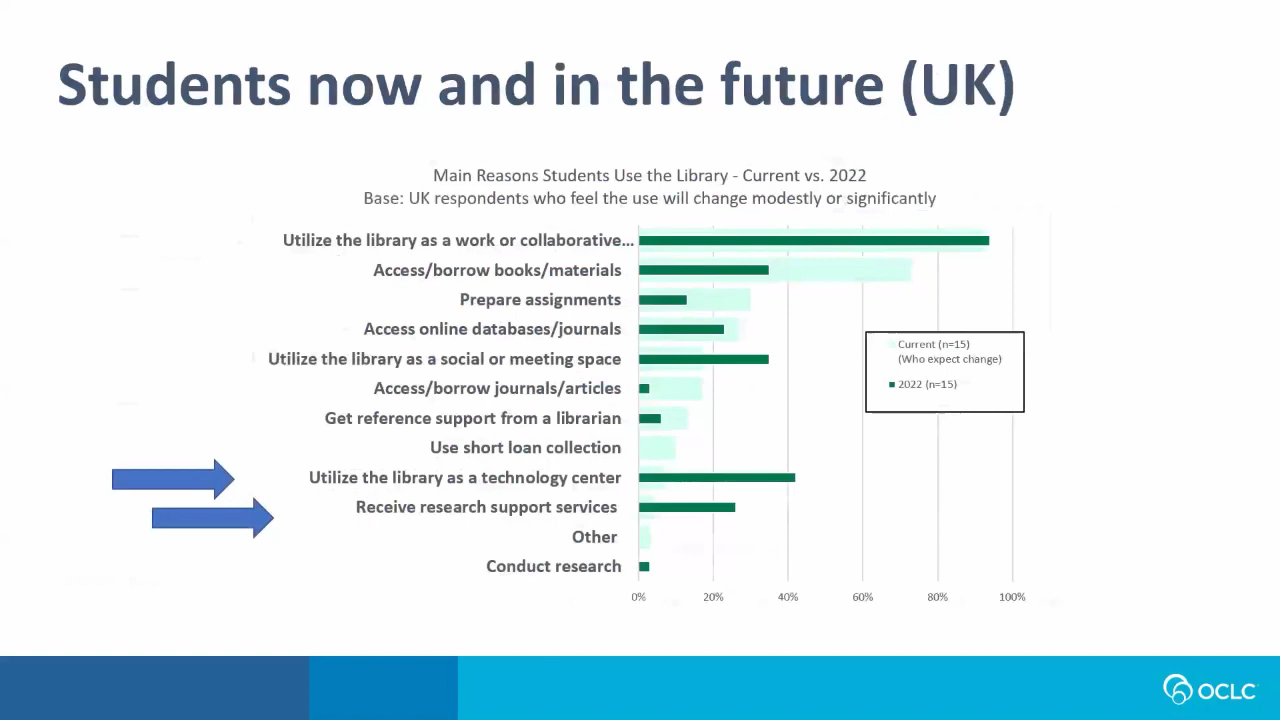 Students now and in the future (UK)
Main Reasons Students Use the Library - Current vs. 2022
Base: UK respondents who feel the use will change modestly or significantly
Utilize the library as a work or collaborative…
Access/borrow books/materials
Prepare assignments
Access online databases/journals
Utilize the library as a social or meeting space
Access/borrow journals/articles
Get reference support from a librarian
Use short loan collection
Utilize the library as a technology center
Receive research support services
Other
Conduct research
Current (n=15)
(Who expect change)
2022 (n=15)
0% 20% 40% 60% 80% 100%
OCLC